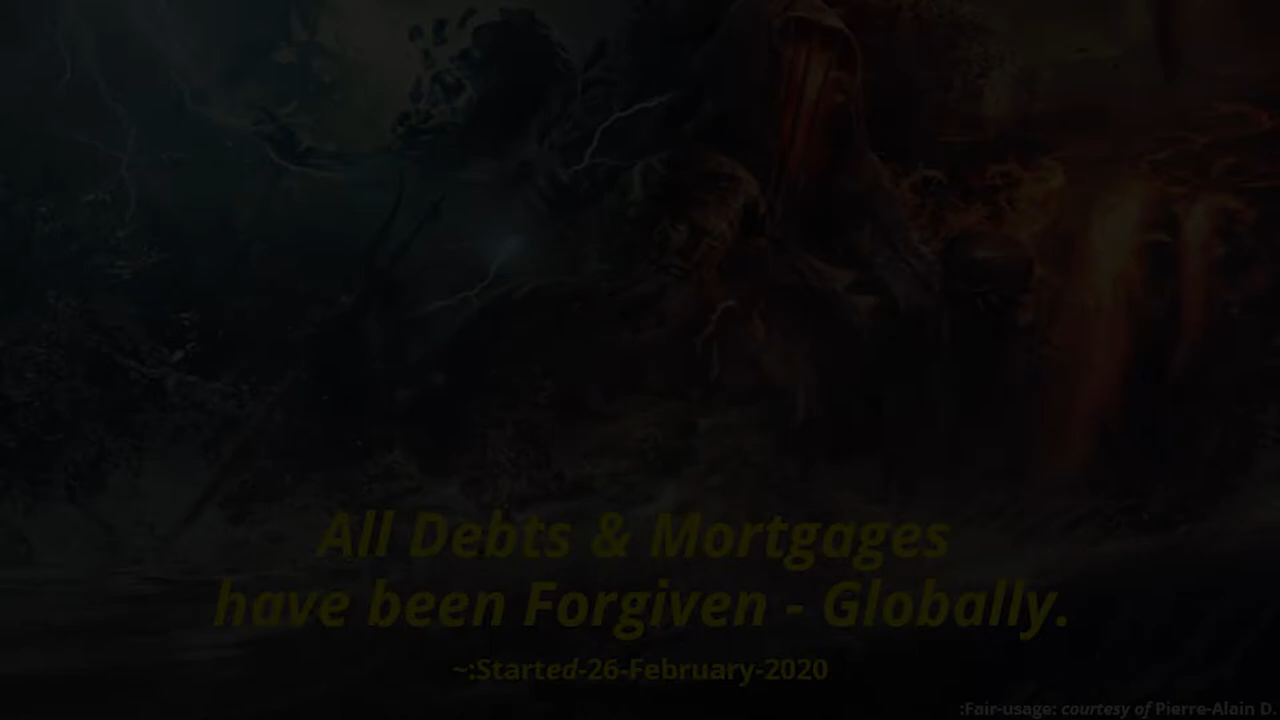 All Debts & Mortgages
have been Forgiven - Globally.
~:Started-26-February-2020
:Fair-usage: courtesy of Pierre-Alain D.